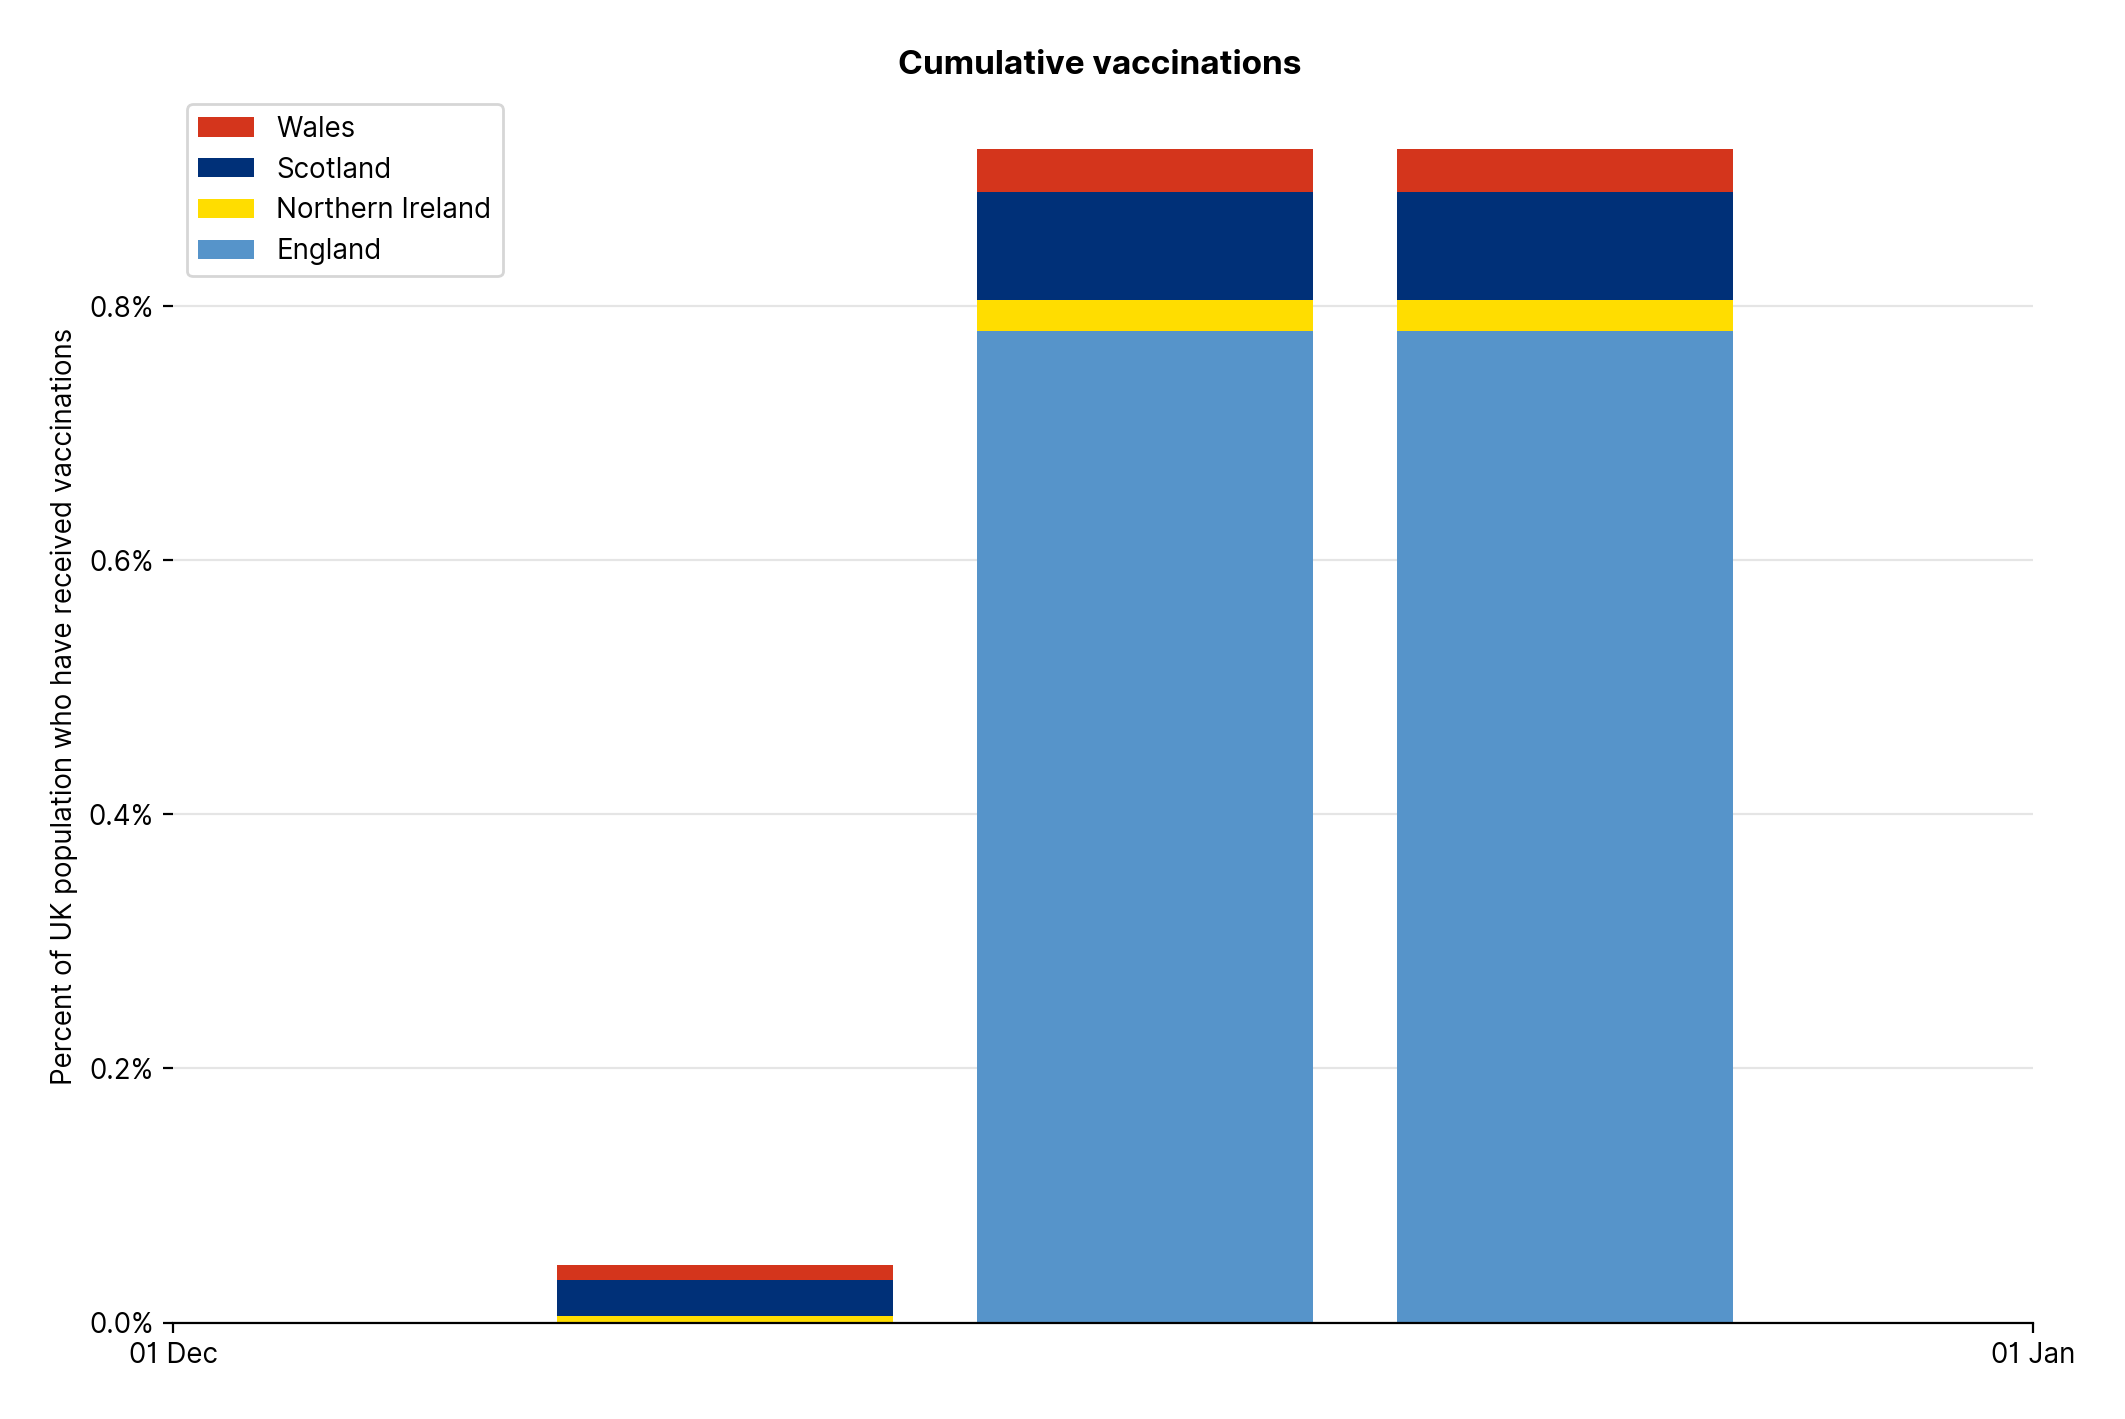 Cumulative vaccinations
Wales
Scotland
Northern Ireland
England
Percent of UK population who have received vaccinations
0.8%
0.6%
0.4%
0.2%
0.0%
01 Dec
01 Jan